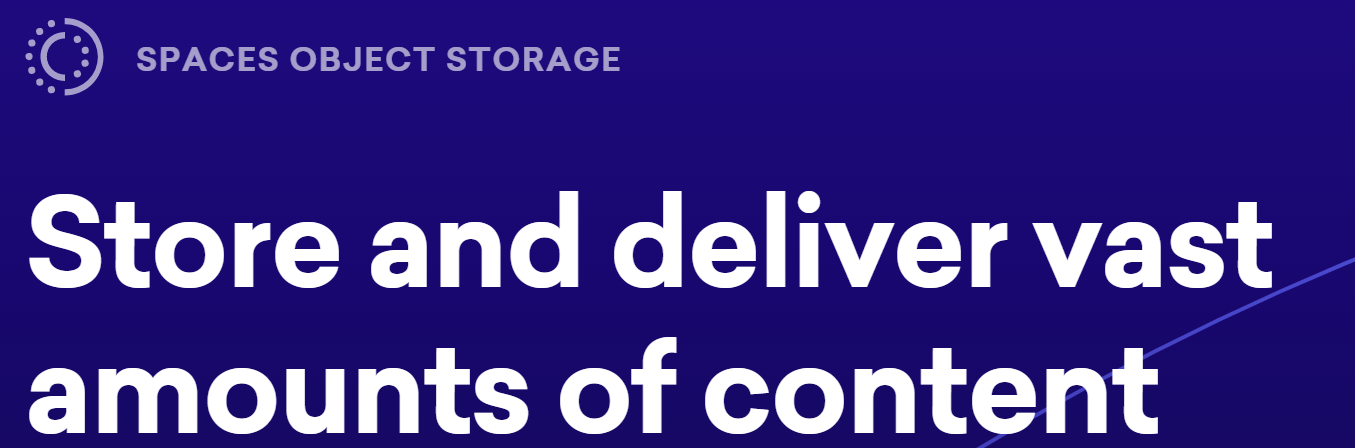 SPACES OBJECT STORAGE
Store and deliver vast
amounts of content